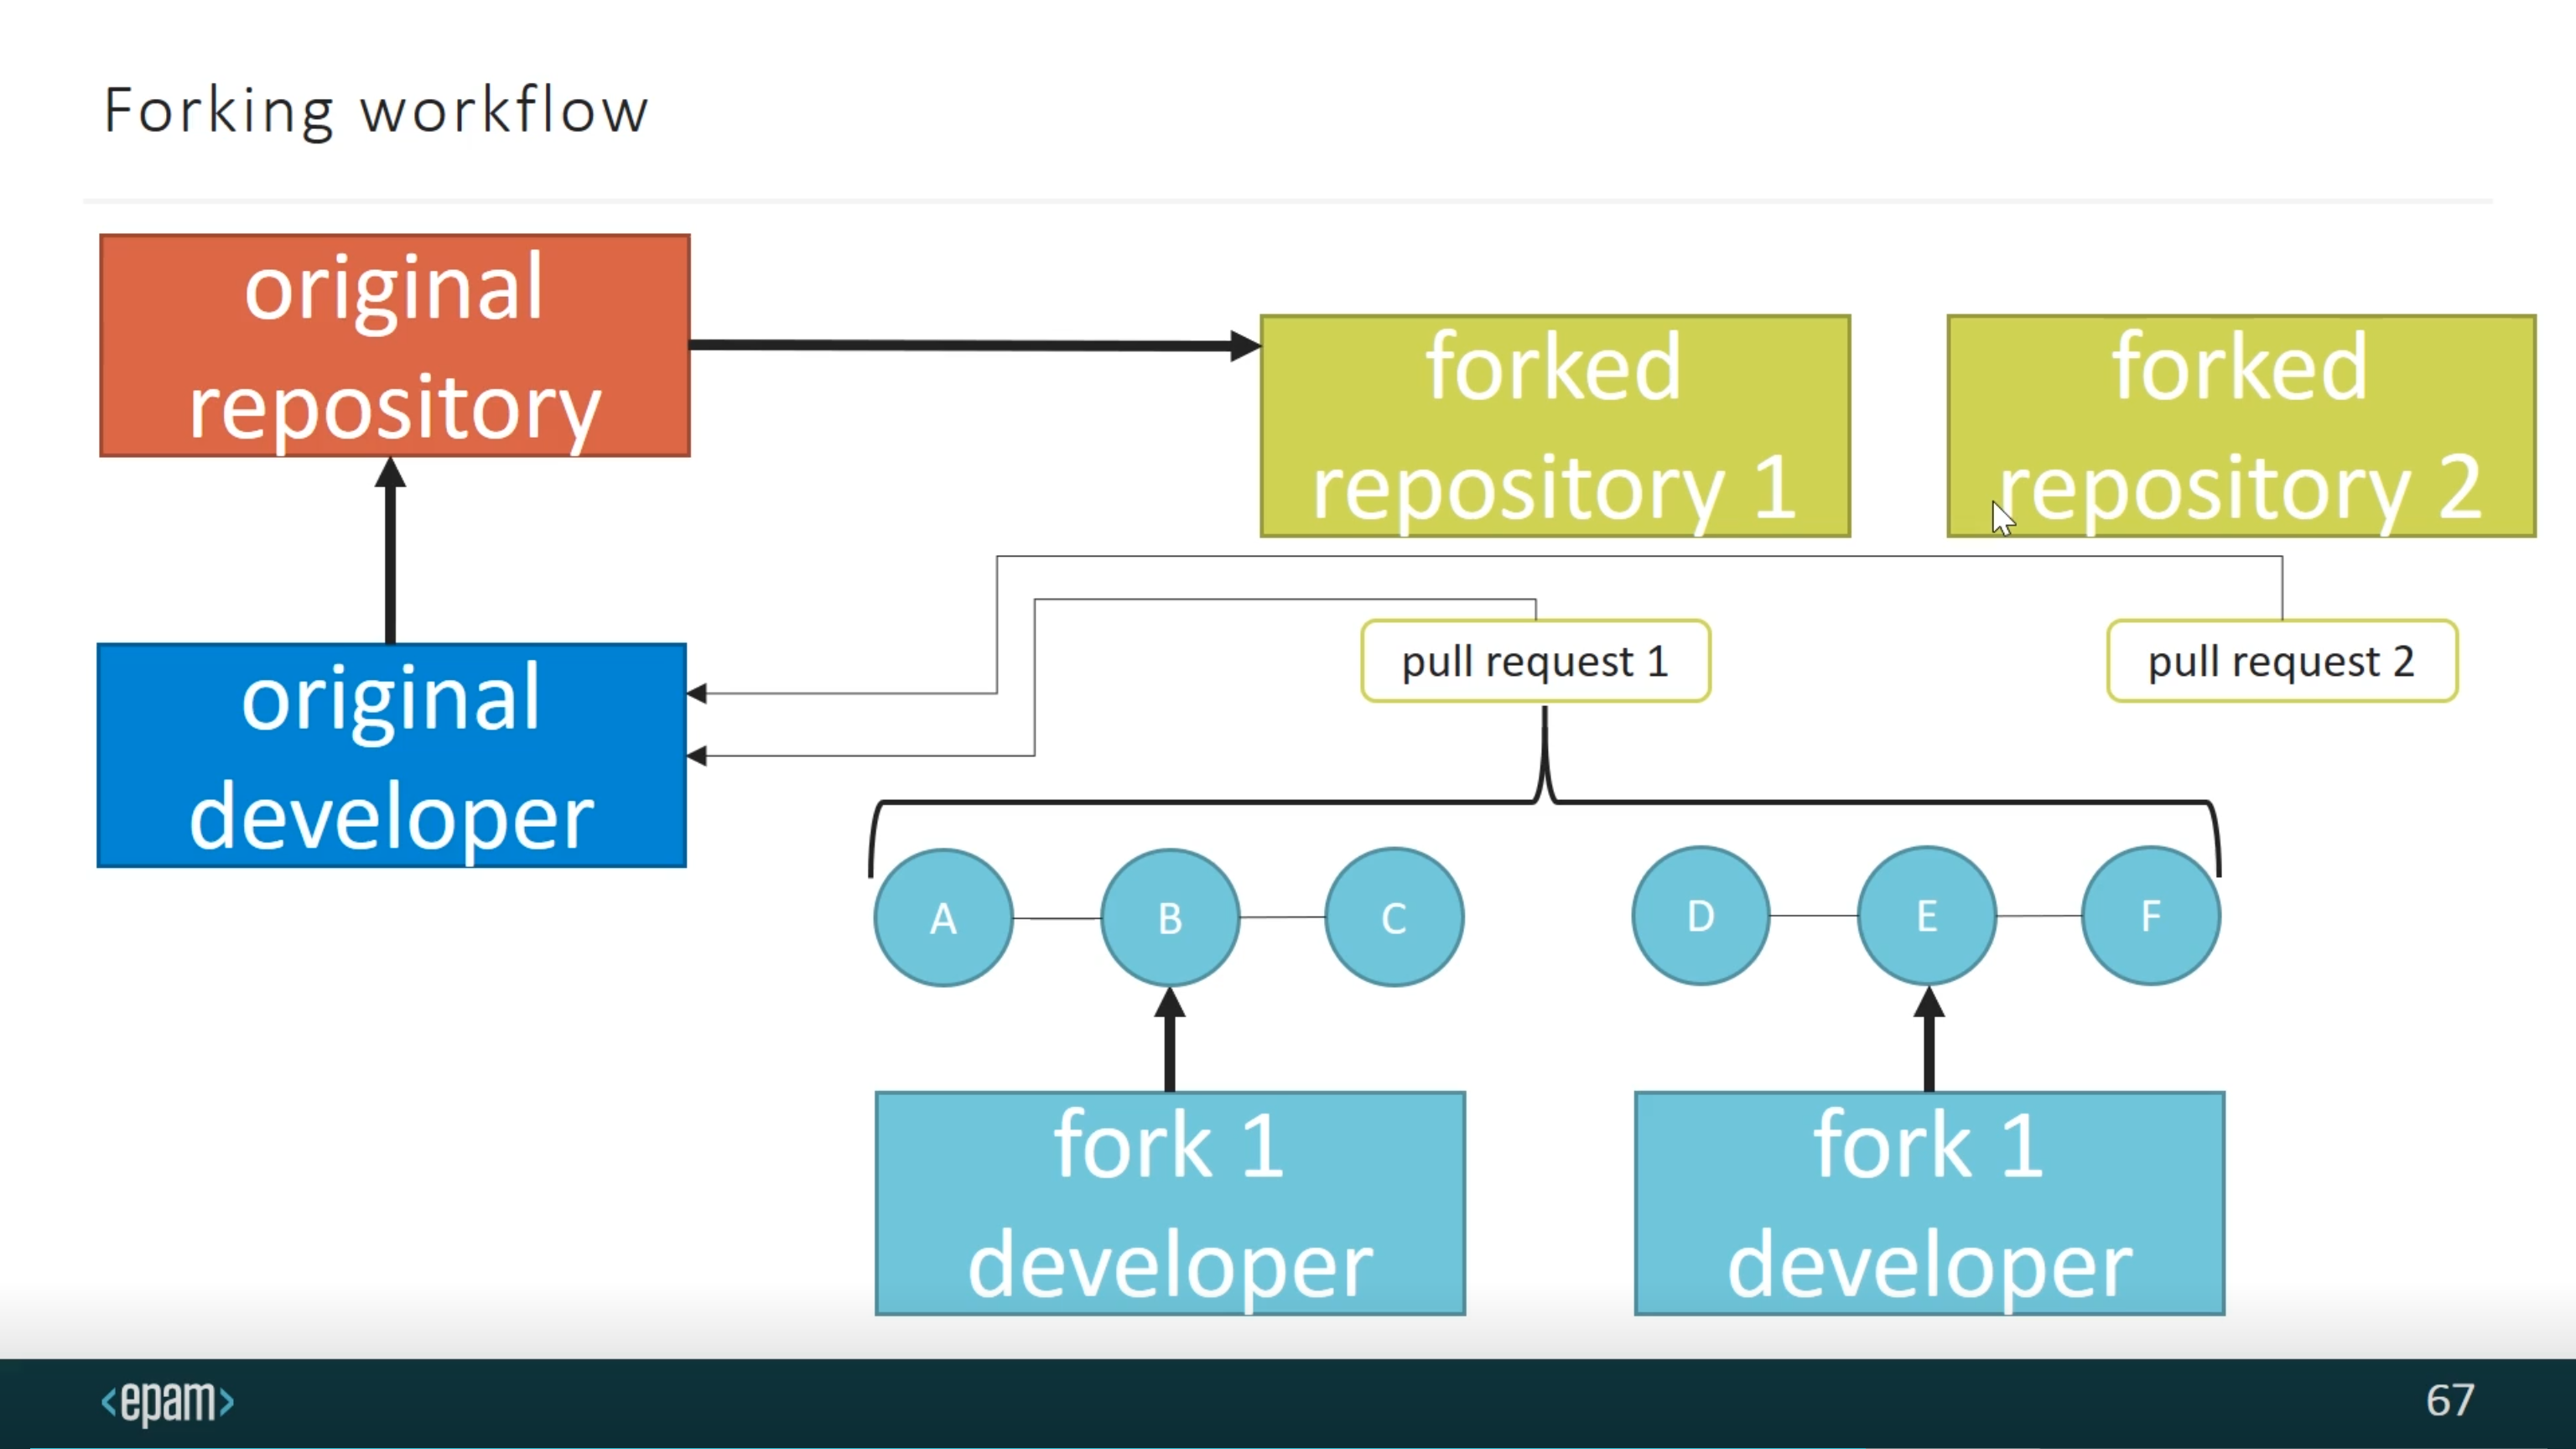 Forking workflow
original
repository
forked
repository 1
forked
repository 2
original
developer
pull request 1
pull request 2
A
B
C
D
E
F
fork 1
developer
fork 1
developer
<epam>
67